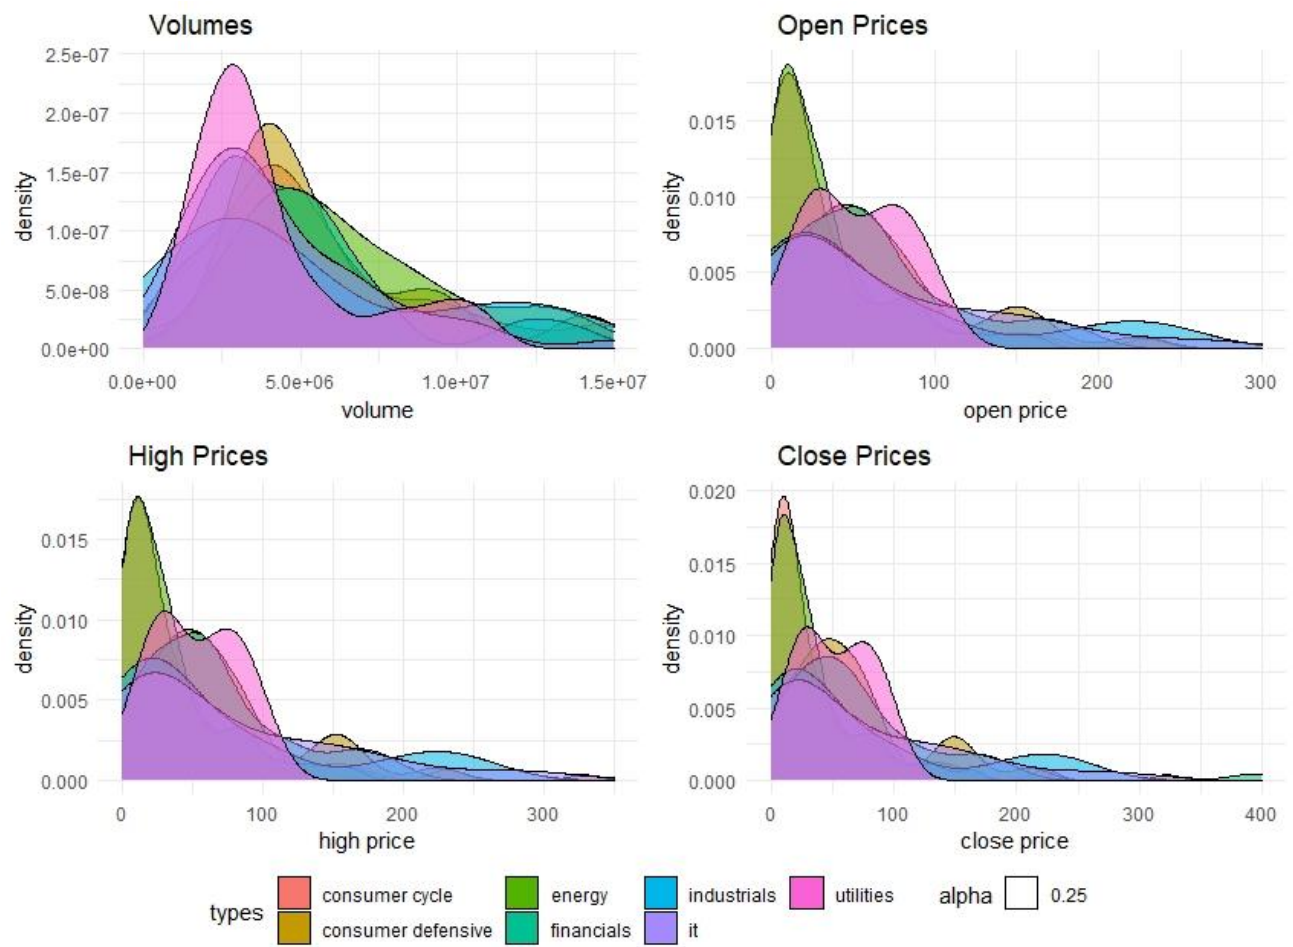 Volumes
2.5e-07
2.0e-07
1.5e-07
1.0e-07
5.0e-08
0.0e+00
density
0.0e+00 5.0e+06 1.0e+07 1.5e+07
volume
Open Prices
0.015
0.010
0.005
0.000
density
0 100 200 300
open price
High Prices
0.015
0.010
0.005
0.000
density
0 100 200 300
high price
Close Prices
0.020
0.015
0.010
0.005
0.000
density
0 100 200 300 400
close price
types
consumer cycle energy industrials utilities
consumer defensive financials it
alpha 0.25